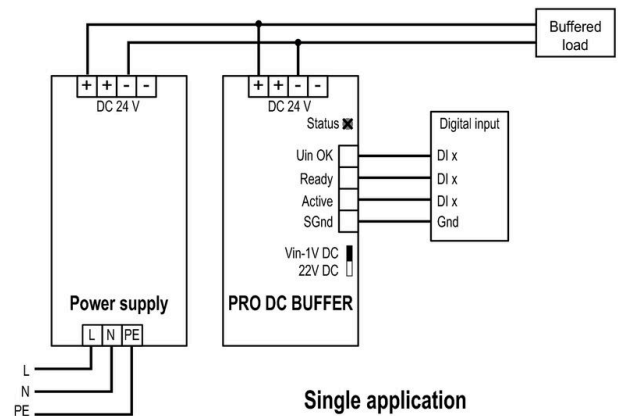 Buffered
load
+ + - -
DC 24 V
+ + - -
DC 24 V
Status
Digital input
Uin OK
DI x
Ready
DI x
Active
DI x
SGnd
Gnd
Vin-1V DC
22V DC
Power supply
PRO DC BUFFER
L N PE
L
N
PE
Single application